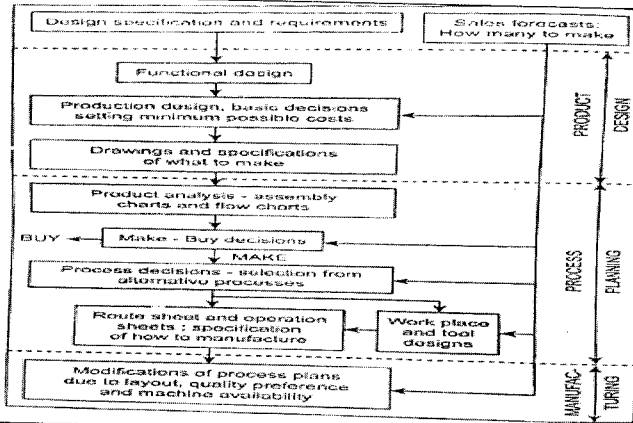 Design specification and requirements
Sales forecasts:
How many to make
Functional design
Production design, basic decisions
setting minimum possible costs
Drawings and specifications
of what to make
PRODUCT
DESIGN
Product analysis - assembly
charts and flow charts
BUY
Make - Buy decisions
MAKE
Process decisions - selection from
alternative processes
Route sheet and operation
sheets ; specification
of how to manufacture
Work place
and tool
designs
PROCESS
PLANNING
Modifications of process plans
due to layout, quality preference
and machine availability
MANUFAC-
TURING